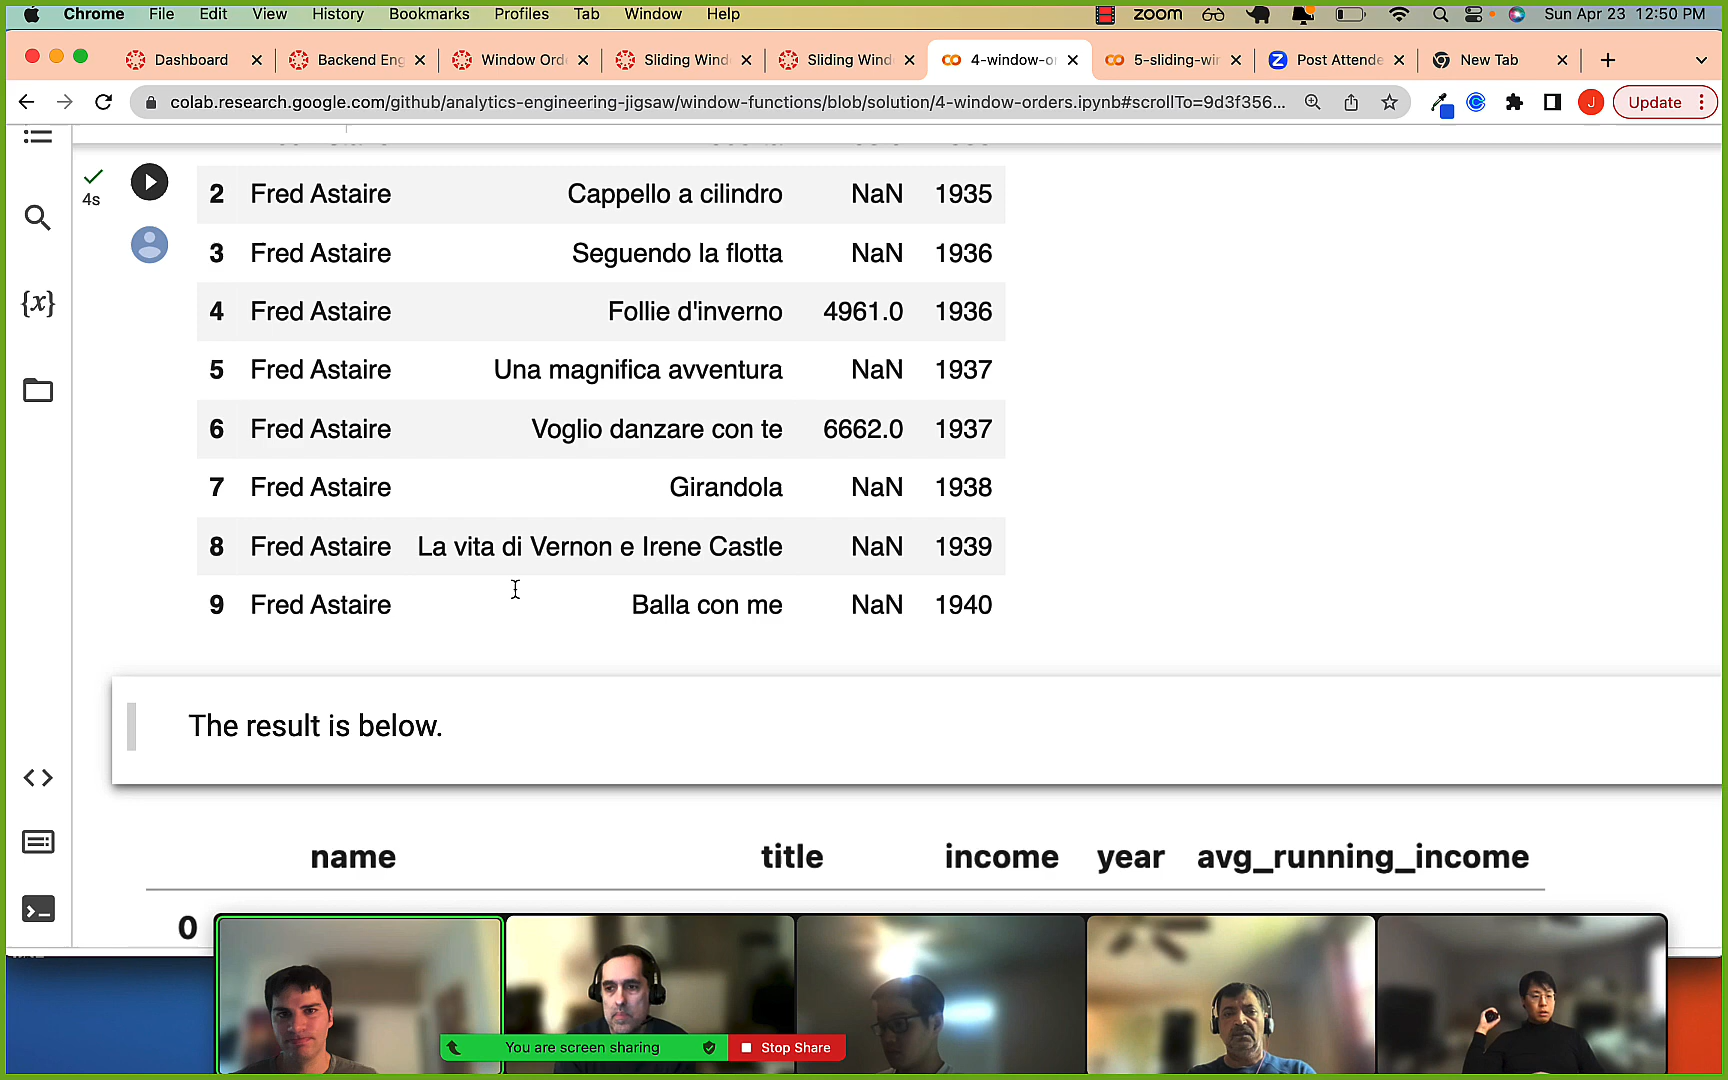 Chrome File Edit View History Bookmarks Profiles Tab Window Help zoom Sun Apr 23 12:50 PM
Dashboard Backend Eng Window Ord Sliding Wind Sliding Wind 4-window-or 5-sliding-wir Post Attende New Tab
colab.research.google.com/github/analytics-engineering-jigsaw/window-functions/blob/solution/4-window-orders.ipynb#scrollTo=9d3f356... J Update
4s
{x}
2 Fred Astaire Cappello a cilindro NaN 1935
3 Fred Astaire Seguendo la flotta NaN 1936
4 Fred Astaire Follie d'inverno 4961.0 1936
5 Fred Astaire Una magnifica avventura NaN 1937
6 Fred Astaire Voglio danzare con te 6662.0 1937
7 Fred Astaire Girandola NaN 1938
8 Fred Astaire La vita di Vernon e Irene Castle NaN 1939
9 Fred Astaire Balla con me NaN 1940
The result is below.
name title income year avg_running_income
0
You are screen sharing Stop Share